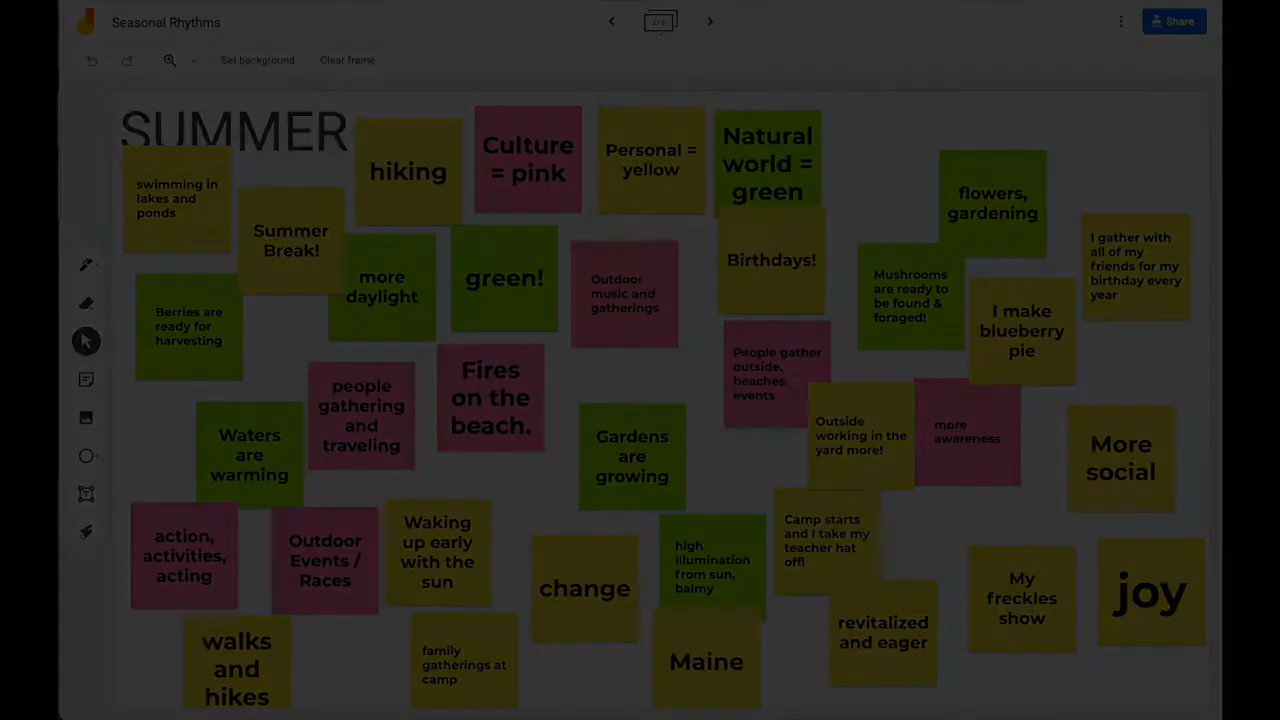 Seasonal Rhythms
2/5
Share
Set background
Clear frame
SUMMER
swimming in
lakes and
ponds
Summer
Break!
hiking
Culture
= pink
Personal =
yellow
Natural
world =
green
Birthdays!
flowers,
gardening
I gather with
all of my
friends for my
birthday every
year
Berries are
ready for
harvesting
more
daylight
green!
Outdoor
music and
gatherings
Mushrooms
are ready to
be found &
foraged!
I make
blueberry
pie
people
gathering
and
traveling
Fires
on the
beach.
People gather
outside,
beaches
events
Outside
working in the
yard more!
more
awareness
More
social
Waters
are
warming
Gardens
are
growing
action,
activities,
acting
Outdoor
Events /
Races
Waking
up early
with the
sun
change
high
illumination
from sun,
balmy
Camp starts
and I take my
teacher hat
off!
My
freckles
show
joy
walks
and
hikes
family
gatherings at
camp
Maine
revitalized
and eager